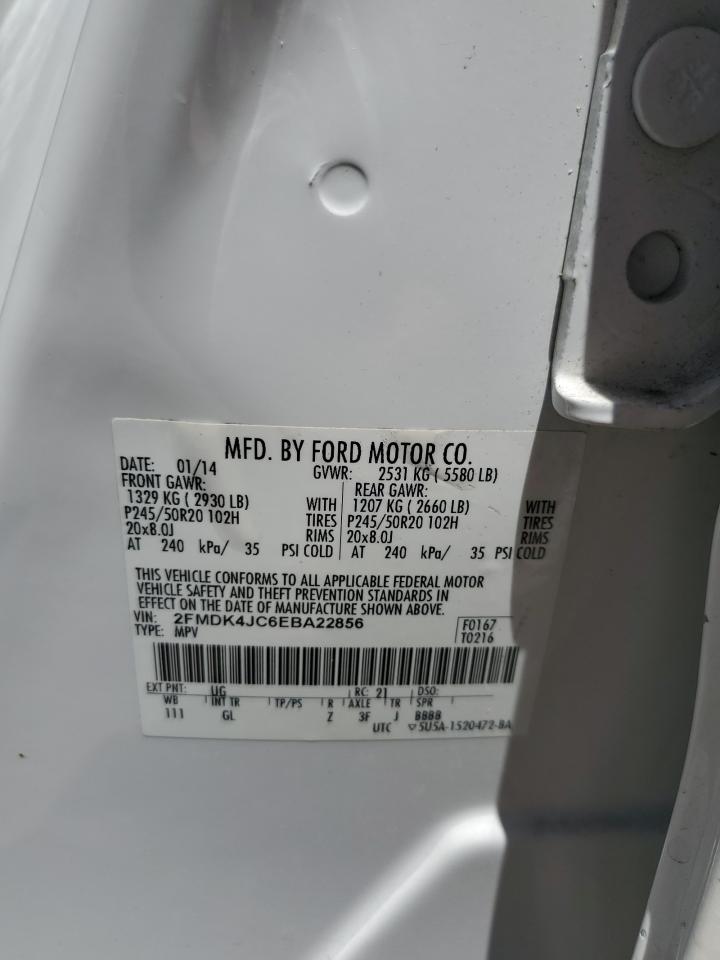 MFD. BY FORD MOTOR CO.
DATE: 01/14 GVWR: 2531 KG ( 5580 LB)
FRONT GAWR: REAR GAWR:
1329 KG ( 2930 LB) WITH 1207 KG ( 2660 LB) WITH
P245/50R20 102H TIRES P245/50R20 102H TIRES
20x8.0J RIMS 20x8.0J RIMS
AT 240 kPa/ 35 PSI COLD AT 240 kPa/ 35 PSI COLD
THIS VEHICLE CONFORMS TO ALL APPLICABLE FEDERAL MOTOR
VEHICLE SAFETY AND THEFT PREVENTION STANDARDS IN
EFFECT ON THE DATE OF MANUFACTURE SHOWN ABOVE.
VIN: 2FMDK4JC6EBA22856 F0167
TYPE: MPV T0216
EXT PNT: UG RC: 21 DSO:
WB INT TR TP/PS R AXLE TR SPR
111 GL Z 3F J BBBB
UTC 5U5A-1520472-BA